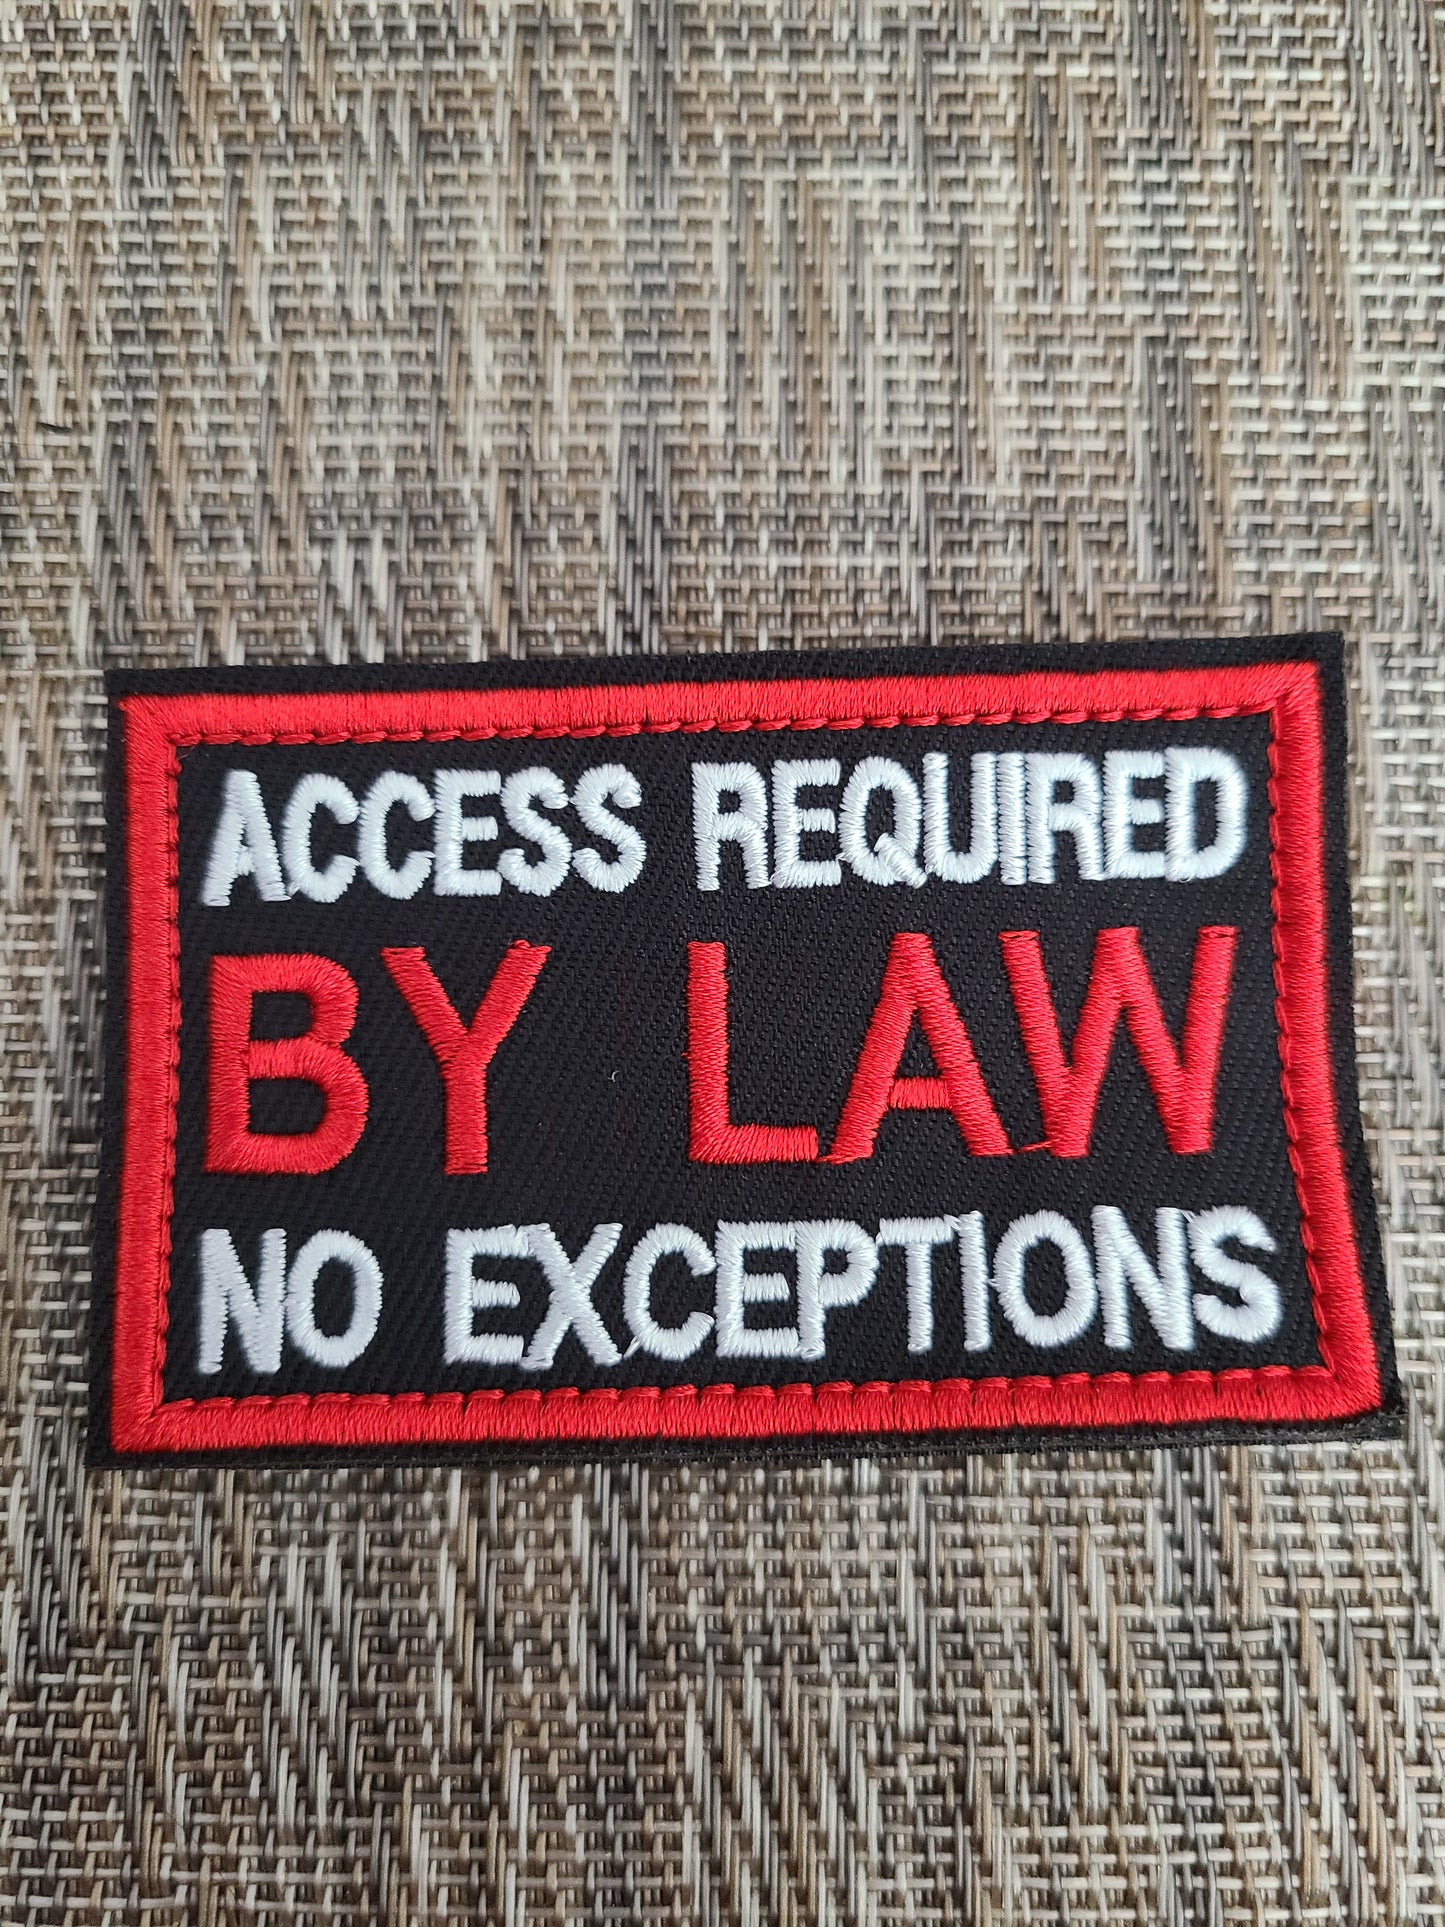 ACCESS REQUIRED
BY LAW
NO EXCEPTIONS